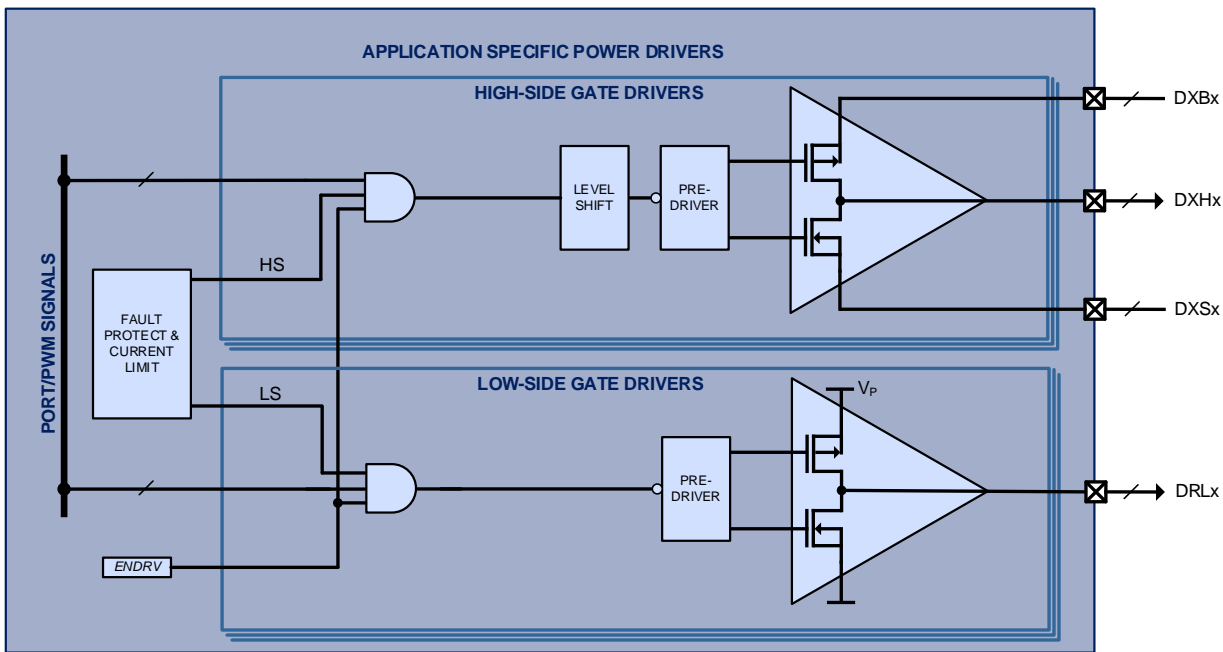 APPLICATION SPECIFIC POWER DRIVERS
HIGH-SIDE GATE DRIVERS
DXBx
LEVEL
SHIFT
PRE-
DRIVER
DXHx
HS
DXSx
FAULT
PROTECT &
CURRENT
LIMIT
PORT/PWM SIGNALS
LOW-SIDE GATE DRIVERS
LS
VP
PRE-
DRIVER
DRLx
ENDRV